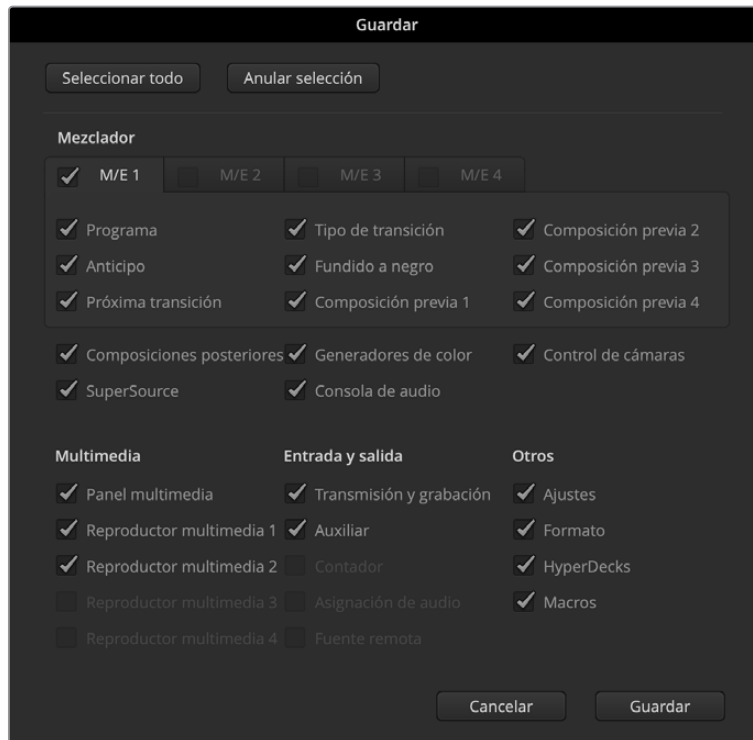 Guardar
Seleccionar todo Anular selección
Mezclador
M/E 1 M/E 2 M/E 3 M/E 4
Programa Tipo de transición Composición previa 2
Anticipo Fundido a negro Composición previa 3
Próxima transición Composición previa 1 Composición previa 4
Composiciones posteriores Generadores de color Control de cámaras
SuperSource Consola de audio
Multimedia Entrada y salida Otros
Panel multimedia Transmisión y grabación Ajustes
Reproductor multimedia 1 Auxiliar Formato
Reproductor multimedia 2 Contador HyperDecks
Reproductor multimedia 3 Asignación de audio Macros
Reproductor multimedia 4 Fuente remota
Cancelar Guardar